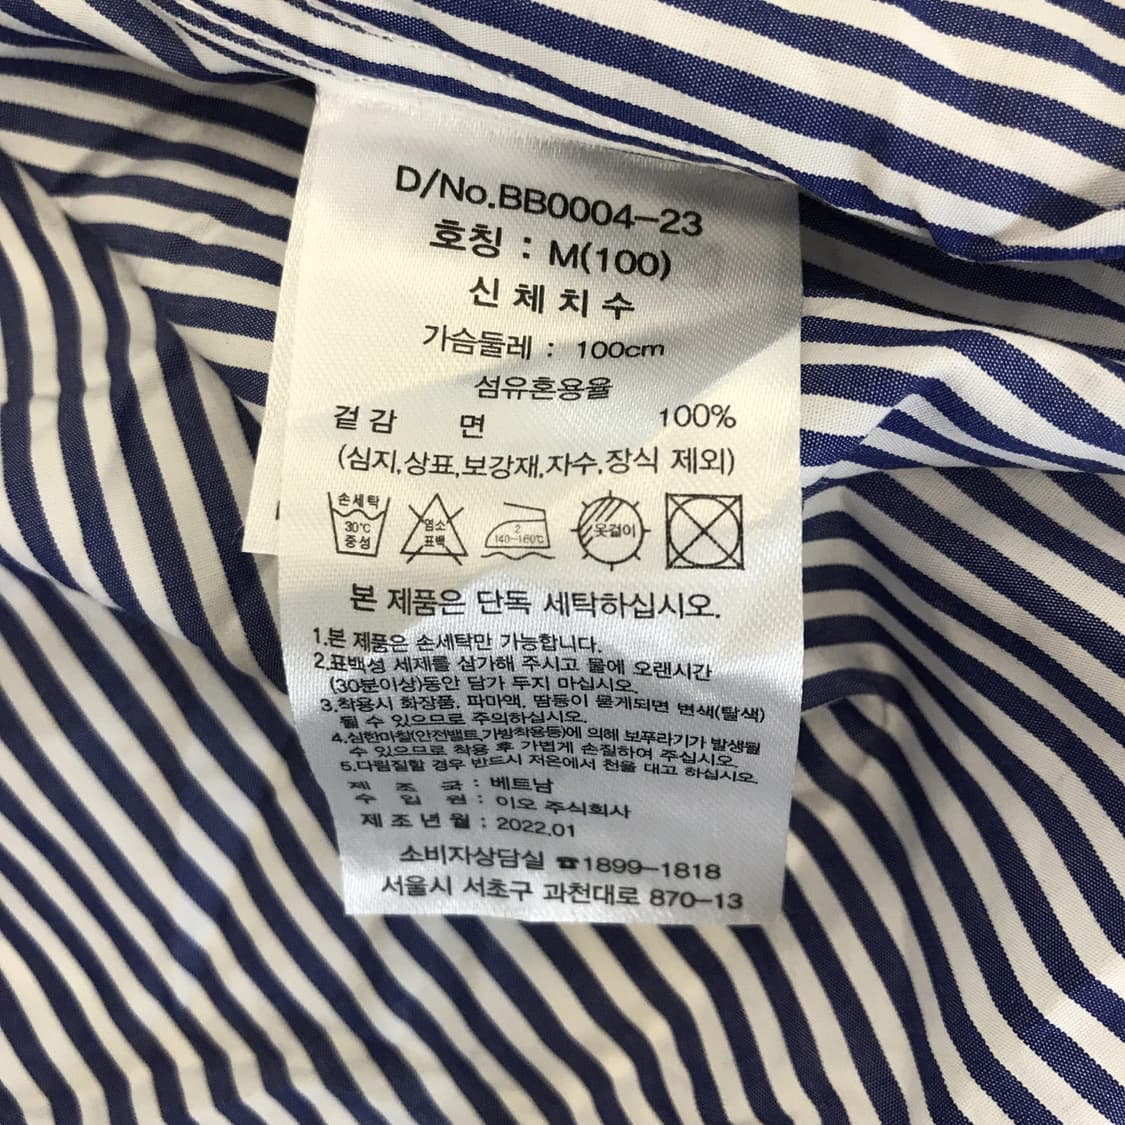 D/No.BB0004-23
호칭 : M(100)
신체치수
가슴둘레 : 100cm
섬유혼용율
겉감 면 100%
(심지,상표,보강재,자수,장식 제외)
손세탁 30℃ 중성
염소 표백
2 140~160℃
옷걸이
본 제품은 단독 세탁하십시오.
1.본 제품은 손세탁만 가능합니다.
2.표백성 세제를 삼가해 주시고 물에 오랜시간
(30분이상)동안 담가 두지 마십시오.
3.착용시 화장품, 파마액, 땀등이 묻게되면 변색(탈색)
될 수 있으므로 주의하십시오.
4.심한마찰(안전밸트,가방착용등)에 의해 보푸라기가 발생될
수 있으므로 착용 후 가볍게 손질하여 주십시오.
5.다림질할 경우 반드시 저온에서 천을 대고 하십시오.
제 조 국 : 베트남
수 입 원 : 이오 주식회사
제조년월 : 2022.01
소비자상담실 ☎1899-1818
서울시 서초구 과천대로 870-13